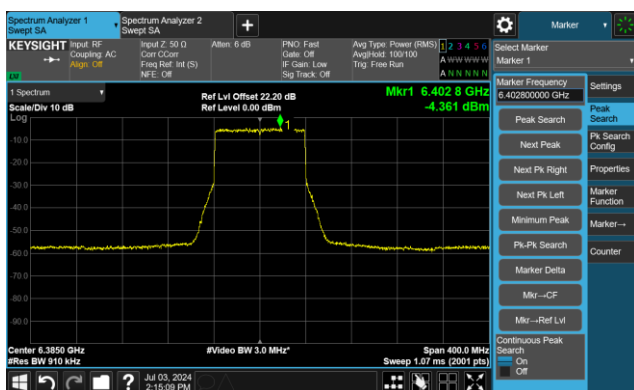 Spectrum Analyzer 1
Swept SA
Spectrum Analyzer 2
Swept SA
+
Marker
KEYSIGHT
Input: RF
Coupling: AC
Align: Off
Input Z: 50 Ω
Corr CCorr
Freq Ref: Int (S)
NFE: Off
Atten: 6 dB
PNO: Fast
Gate: Off
IF Gain: Low
Sig Track: Off
Avg Type: Power (RMS)
Avg|Hold: 100/100
Trig: Free Run
1 2 3 4 5 6
A W W W W W
A N N N N N
LXI
Select Marker
Marker 1
1 Spectrum
Scale/Div 10 dB
Log
Ref Lvl Offset 22.20 dB
Ref Level 0.00 dBm
Mkr1 6.402 8 GHz
-4.361 dBm
1
-10.0
-20.0
-30.0
-40.0
-50.0
-60.0
-70.0
-80.0
-90.0
Center 6.3850 GHz
#Res BW 910 kHz
#Video BW 3.0 MHz*
Span 400.0 MHz
Sweep 1.07 ms (2001 pts)
Marker Frequency
6.402800000 GHz
Peak Search
Next Peak
Next Pk Right
Next Pk Left
Minimum Peak
Pk-Pk Search
Marker Delta
Mkr→CF
Mkr→Ref Lvl
Continuous Peak
Search
On
Off
Settings
Peak
Search
Pk Search
Config
Properties
Marker
Function
Marker→
Counter
?
Jul 03, 2024
2:15:09 PM